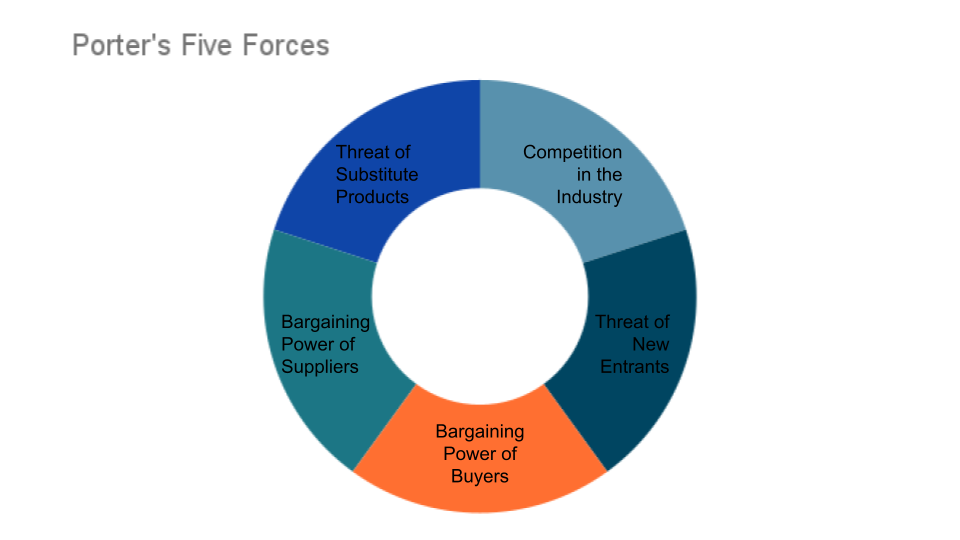 Porter's Five Forces
Threat of
Substitute
Products
Competition
in the
Industry
Bargaining
Power of
Suppliers
Threat of
New
Entrants
Bargaining
Power of
Buyers